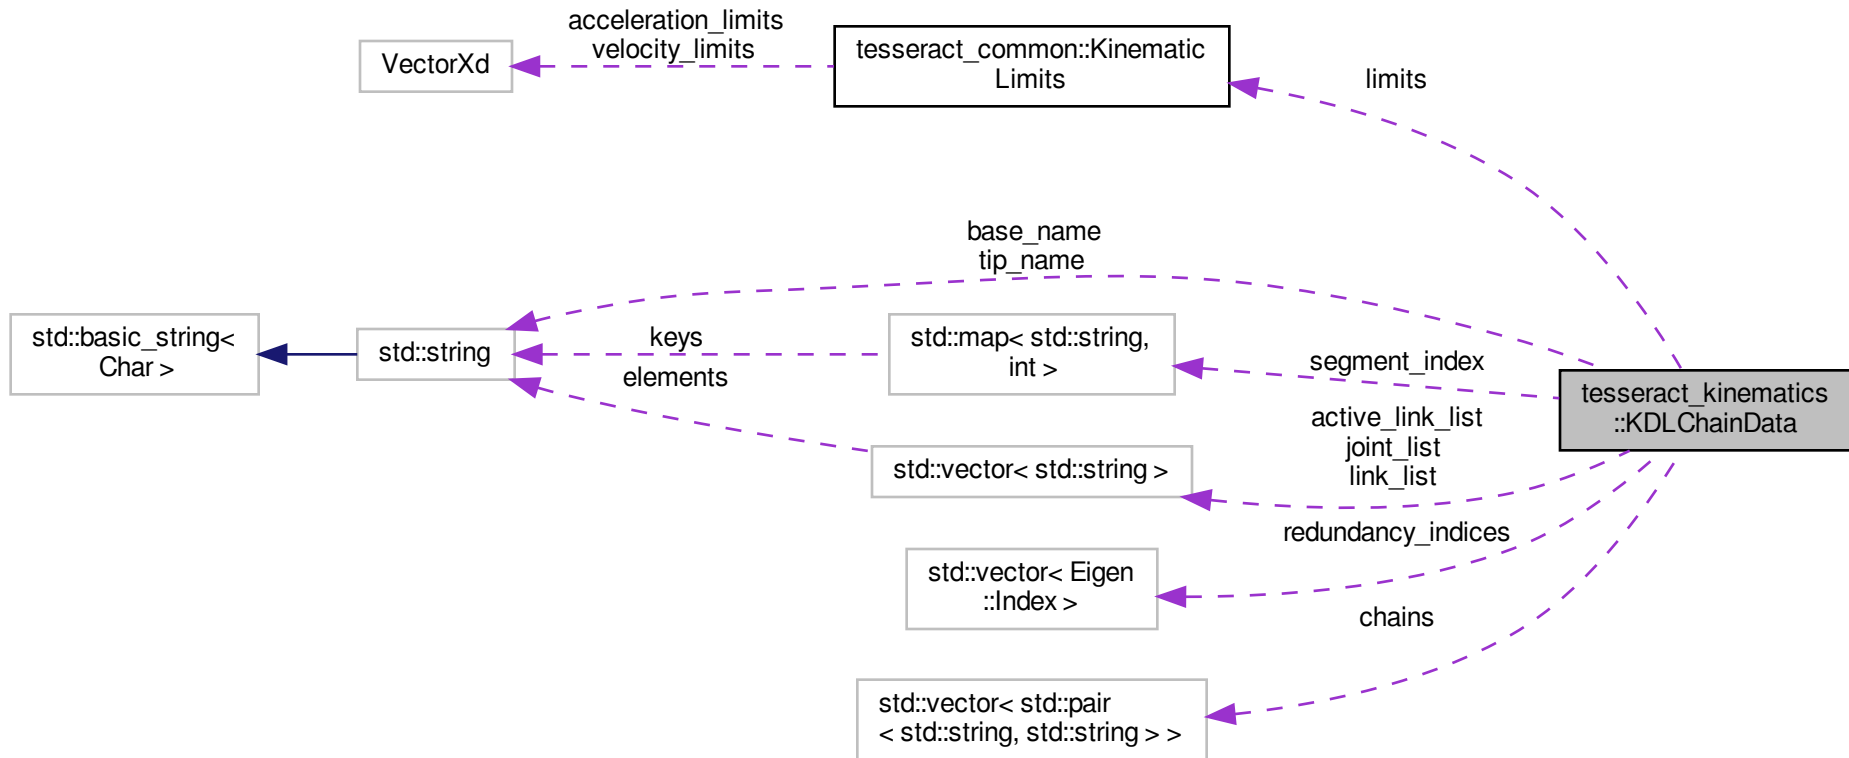 acceleration_limits
velocity_limits
VectorXd
tesseract_common::Kinematic
Limits
limits
base_name
tip_name
std::basic_string<
Char >
std::string
keys
elements
std::map< std::string,
int >
segment_index
tesseract_kinematics
::KDLChainData
active_link_list
joint_list
link_list
std::vector< std::string >
redundancy_indices
std::vector< Eigen
::Index >
chains
std::vector< std::pair
< std::string, std::string > >